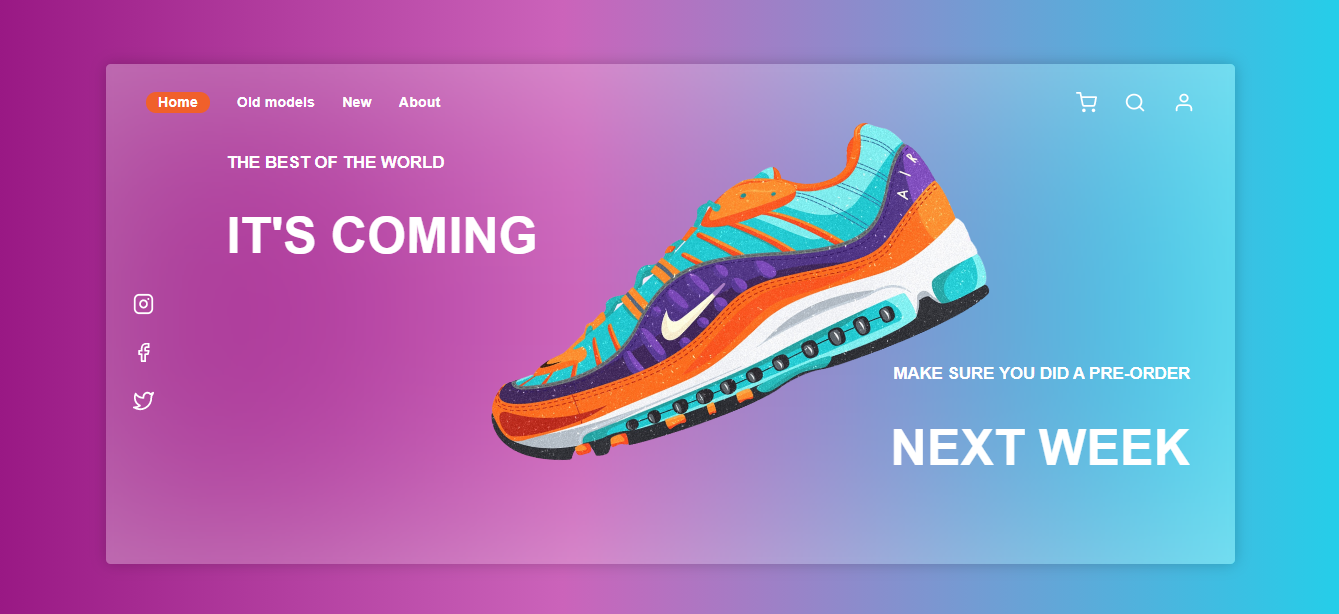 Home Old models New About
THE BEST OF THE WORLD
IT'S COMING
AIR
MAKE SURE YOU DID A PRE-ORDER
NEXT WEEK